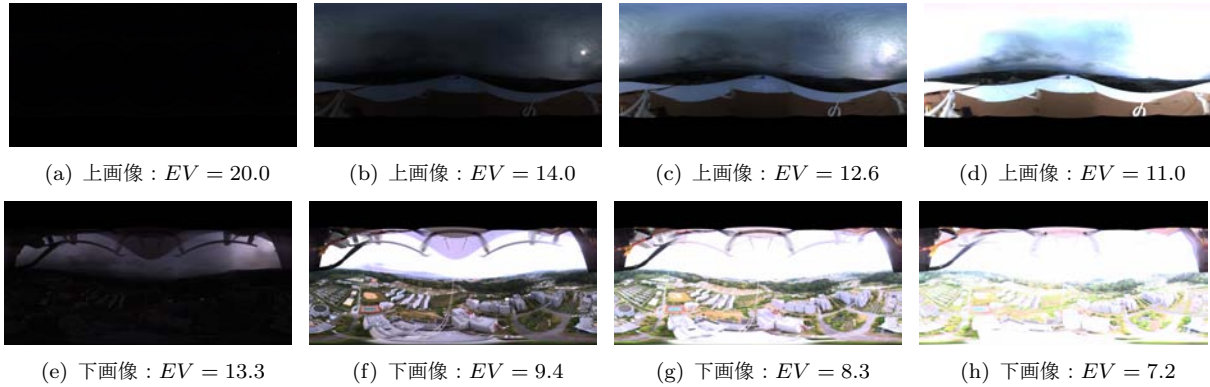 (a) 上画像：EV = 20.0
(b) 上画像：EV = 14.0
(c) 上画像：EV = 12.6
(d) 上画像：EV = 11.0
(e) 下画像：EV = 13.3
(f) 下画像：EV = 9.4
(g) 下画像：EV = 8.3
(h) 下画像：EV = 7.2